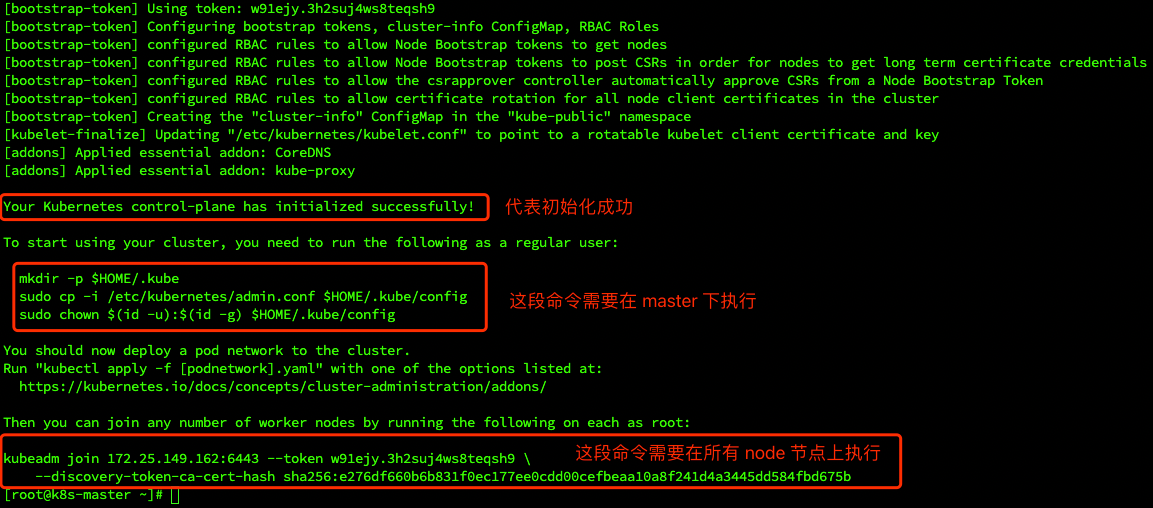 [bootstrap-token] Using token: w91ejy.3h2suj4ws8teqsh9
[bootstrap-token] Configuring bootstrap tokens, cluster-info ConfigMap, RBAC Roles
[bootstrap-token] configured RBAC rules to allow Node Bootstrap tokens to get nodes
[bootstrap-token] configured RBAC rules to allow Node Bootstrap tokens to post CSRs in order for nodes to get long term certificate credentials
[bootstrap-token] configured RBAC rules to allow the csrapprover controller automatically approve CSRs from a Node Bootstrap Token
[bootstrap-token] configured RBAC rules to allow certificate rotation for all node client certificates in the cluster
[bootstrap-token] Creating the "cluster-info" ConfigMap in the "kube-public" namespace
[kubelet-finalize] Updating "/etc/kubernetes/kubelet.conf" to point to a rotatable kubelet client certificate and key
[addons] Applied essential addon: CoreDNS
[addons] Applied essential addon: kube-proxy
Your Kubernetes control-plane has initialized successfully! 代表初始化成功
To start using your cluster, you need to run the following as a regular user:
mkdir -p $HOME/.kube
sudo cp -i /etc/kubernetes/admin.conf $HOME/.kube/config 这段命令需要在 master 下执行
sudo chown $(id -u):$(id -g) $HOME/.kube/config
You should now deploy a pod network to the cluster.
Run "kubectl apply -f [podnetwork].yaml" with one of the options listed at:
https://kubernetes.io/docs/concepts/cluster-administration/addons/
Then you can join any number of worker nodes by running the following on each as root:
kubeadm join 172.25.149.162:6443 --token w91ejy.3h2suj4ws8teqsh9 \ 这段命令需要在所有 node 节点上执行
--discovery-token-ca-cert-hash sha256:e276df660b6b831f0ec177ee0cdd00cefbeaa10a8f241d4a3445dd584fbd675b
[root@k8s-master ~]#